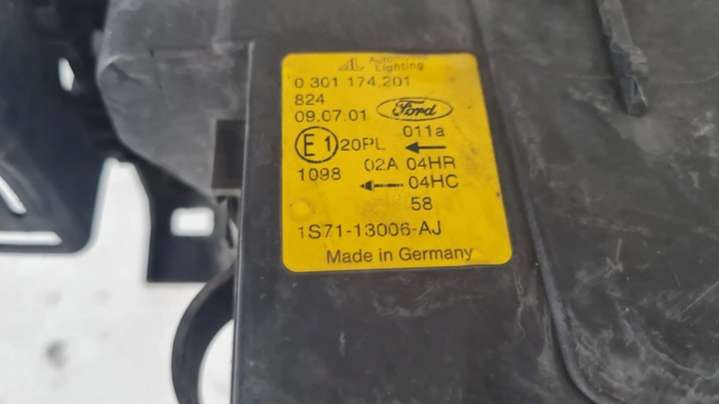 AL Automotive Lighting
0 301 174.201
824
09.07.01 Ford
011a
E1 20PL
1098 02A 04HR
04HC
58
1S71-13006-AJ
Made in Germany